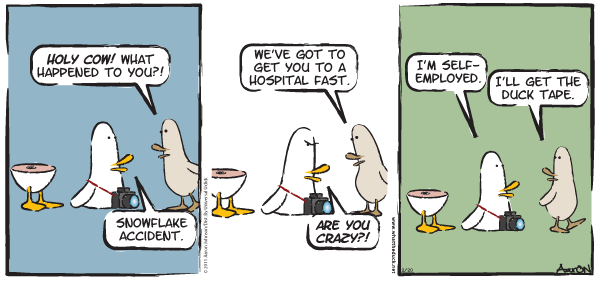 HOLY COW! WHAT
HAPPENED TO YOU?!
SNOWFLAKE
ACCIDENT.
WE'VE GOT TO
GET YOU TO A
HOSPITAL FAST.
ARE YOU
CRAZY?!
I'M SELF-
EMPLOYED.
I'LL GET THE
DUCK TAPE.
AARON